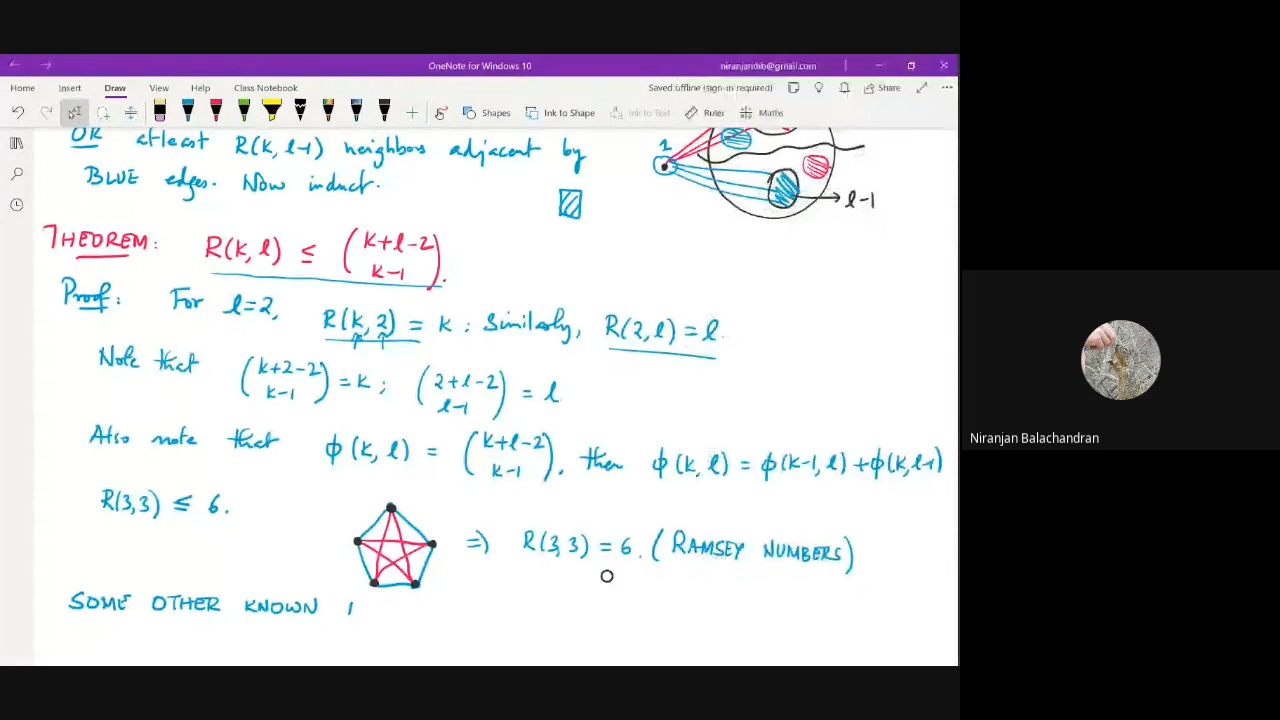 OneNote for Windows 10
niranjanbb@gmail.com
Home Insert Draw View Help Class Notebook
Saved offline (sign-in required)
Share
Shapes Ink to Shape Ink to Text Ruler Maths
OR atleast R(k, l-1) neighbors adjacent by
BLUE edges. Now induct.
1
l-1
THEOREM: R(k, l) ≤ (k+l-2 k-1).
Proof: For l=2, R(k, 2) = k; Similarly, R(2, l) = l.
Note that (k+2-2 k-1) = k; (2+l-2 l-1) = l
Also note that φ(k, l) = (k+l-2 k-1), then φ(k, l) = φ(k-1, l) + φ(k, l-1)
R(3,3) ≤ 6.
⇒ R(3,3) = 6. (RAMSEY NUMBERS)
SOME OTHER KNOWN
Niranjan Balachandran